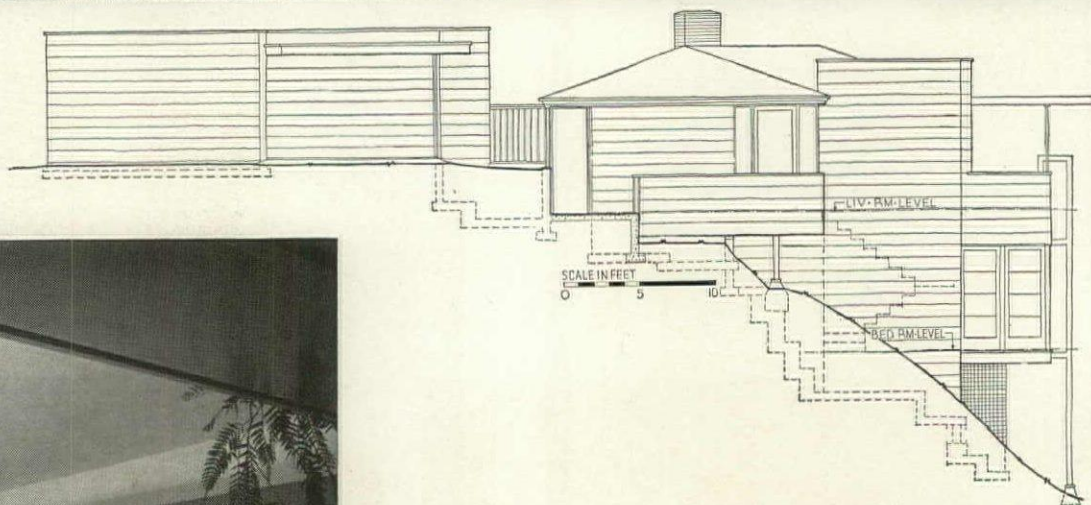 LIV·RM·LEVEL
SCALE IN FEET
0 5 10
BED RM·LEVEL